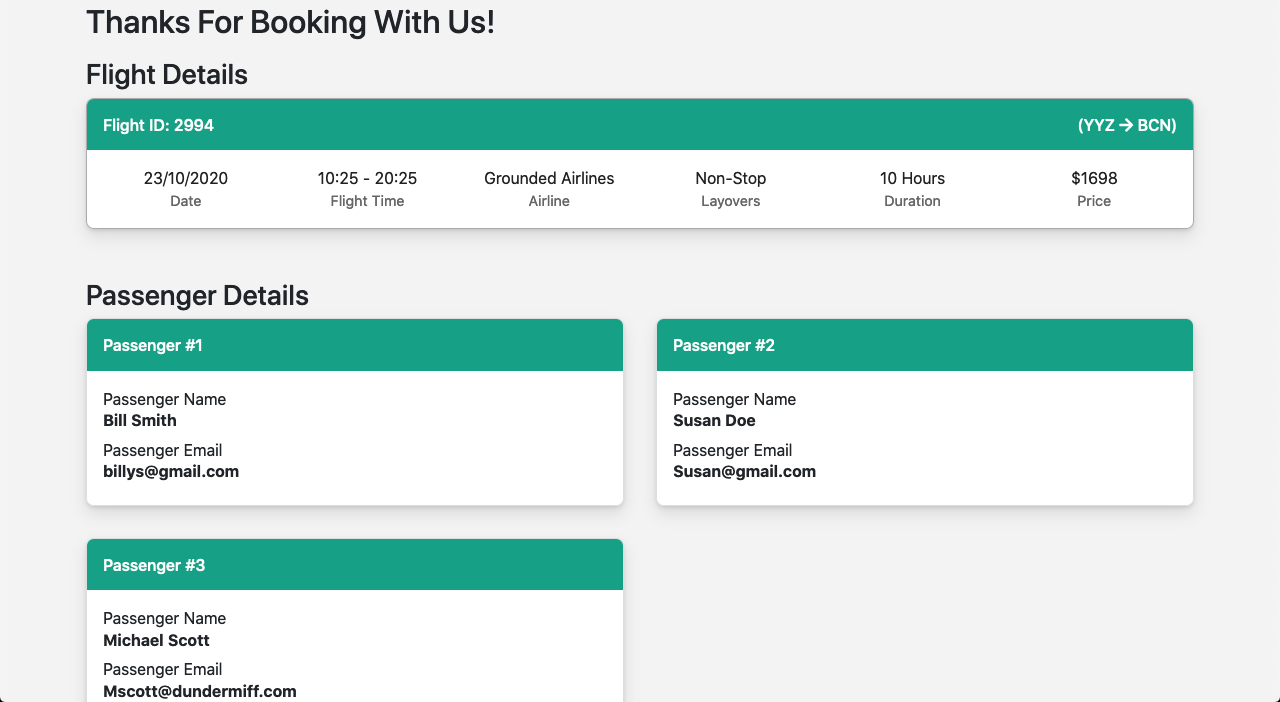 Thanks For Booking With Us!
Flight Details
Flight ID: 2994 (YYZ → BCN)
23/10/2020 10:25 - 20:25 Grounded Airlines Non-Stop 10 Hours $1698
Date Flight Time Airline Layovers Duration Price
Passenger Details
Passenger #1
Passenger Name
Bill Smith
Passenger Email
billys@gmail.com
Passenger #2
Passenger Name
Susan Doe
Passenger Email
Susan@gmail.com
Passenger #3
Passenger Name
Michael Scott
Passenger Email
Mscott@dundermiff.com